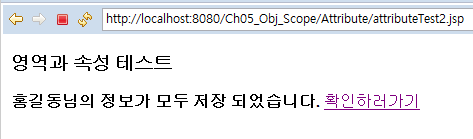 http://localhost:8080/Ch05_Obj_Scope/Attribute/attributeTest2.jsp
영역과 속성 테스트
홍길동님의 정보가 모두 저장 되었습니다. 확인하러가기